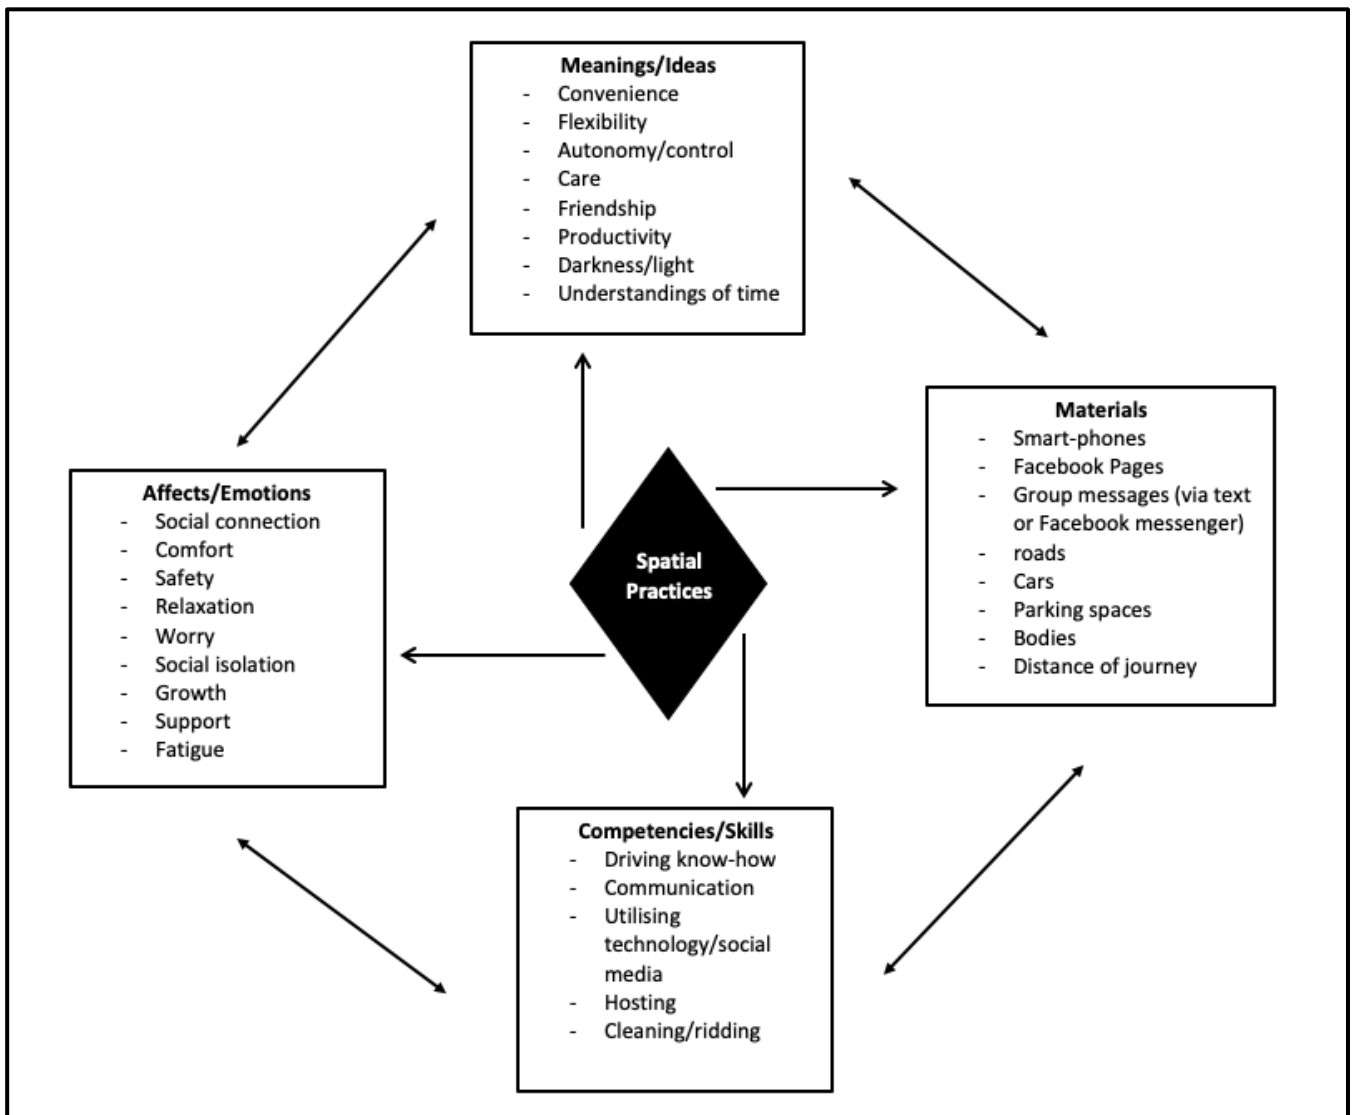 Meanings/Ideas
- Convenience
- Flexibility
- Autonomy/control
- Care
- Friendship
- Productivity
- Darkness/light
- Understandings of time
Materials
- Smart-phones
- Facebook Pages
- Group messages (via text
or Facebook messenger)
- roads
- Cars
- Parking spaces
- Bodies
- Distance of journey
Affects/Emotions
- Social connection
- Comfort
- Safety
- Relaxation
- Worry
- Social isolation
- Growth
- Support
- Fatigue
Spatial
Practices
Competencies/Skills
- Driving know-how
- Communication
- Utilising
technology/social
media
- Hosting
- Cleaning/ridding